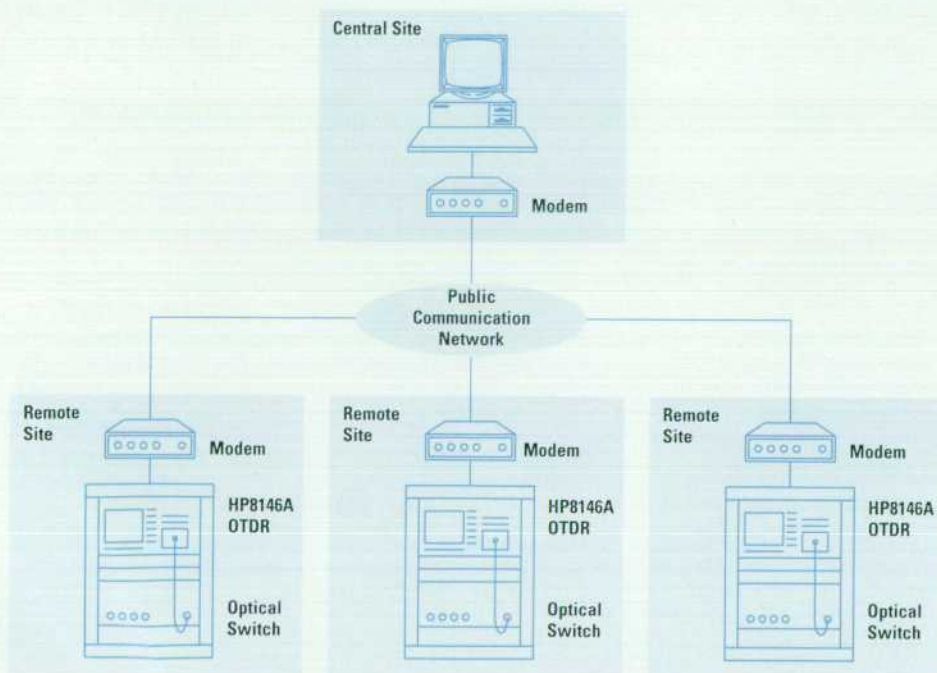 Central Site
Modem
Public
Communication
Network
Remote
Site
Modem
HP8146A
OTDR
Optical
Switch
Remote
Site
Modem
HP8146A
OTDR
Optical
Switch
Remote
Site
Modem
HP8146A
OTDR
Optical
Switch